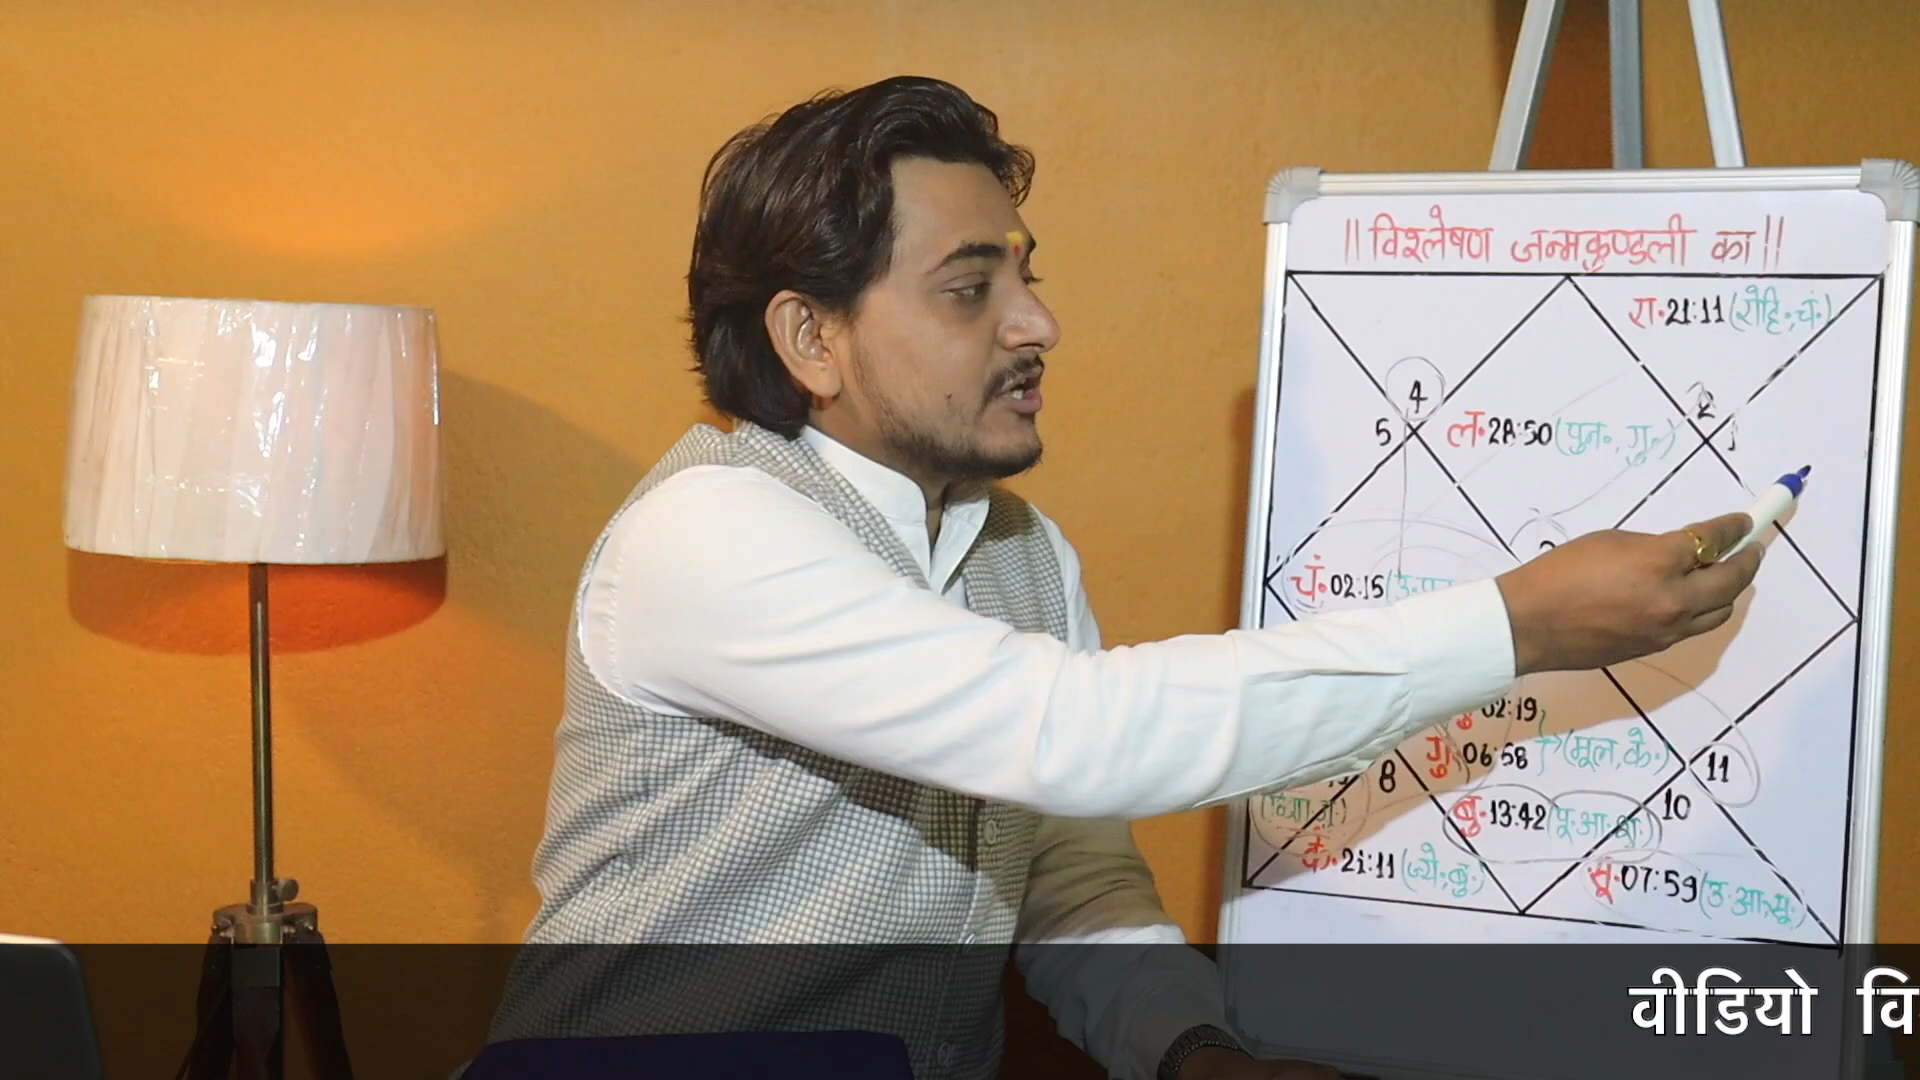 ||विश्लेषण जन्मकुण्डली का||
रा॰21:11(रोहि॰,चं॰)
4
2
5
ल॰28:50(पुन॰, गु॰)
1
चं॰02:15(उ॰
02:19
गु॰06:58 (मूल,के॰)
8
11
10
बु॰13:42(पू॰आ॰शु॰)
के॰21:11(ज्ये॰,बु॰)
सू॰07:59(उ॰आ॰,सू॰)
वीडियो वि